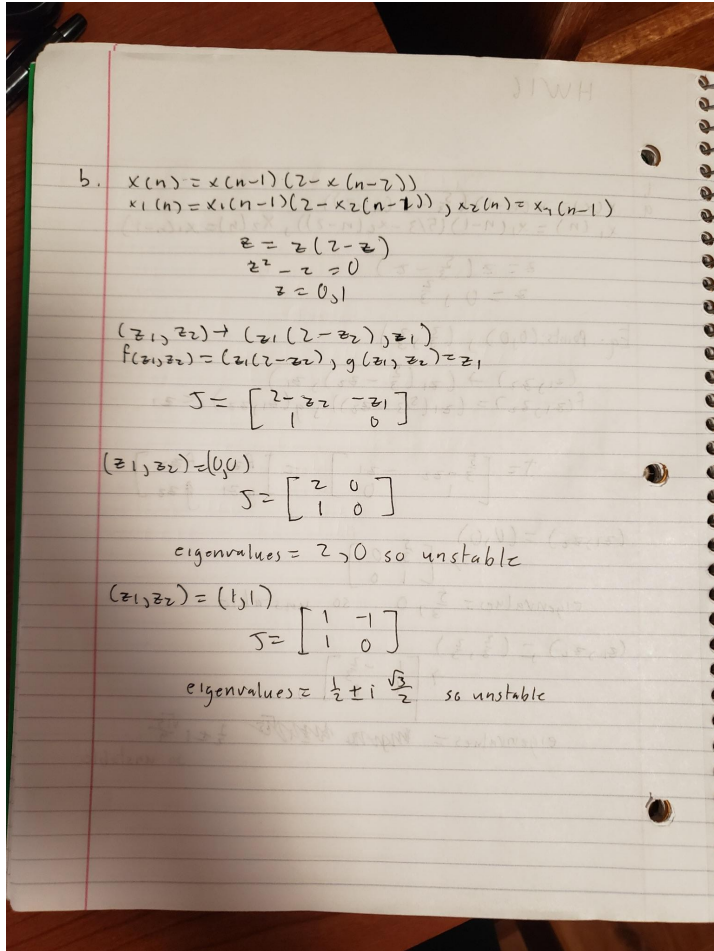 HW16
b. x(n) = x(n-1)(2-x(n-2))
x1(n) = x1(n-1)(2-x2(n-1)), x2(n) = x1(n-1)
z = z(2-z)
z² - z = 0
z = 0,1
(z1, z2) → (z1(2-z2), z1)
f(z1,z2) = (z1(2-z2), g(z1, z2) = z1
J = [2-z2 -z1]
[1 0]
(z1, z2) = (0,0)
J = [2 0]
[1 0]
eigenvalues = 2, 0 so unstable
(z1, z2) = (1,1)
J = [1 -1]
[1 0]
eigenvalues = 1/2 ± i √3/2 so unstable